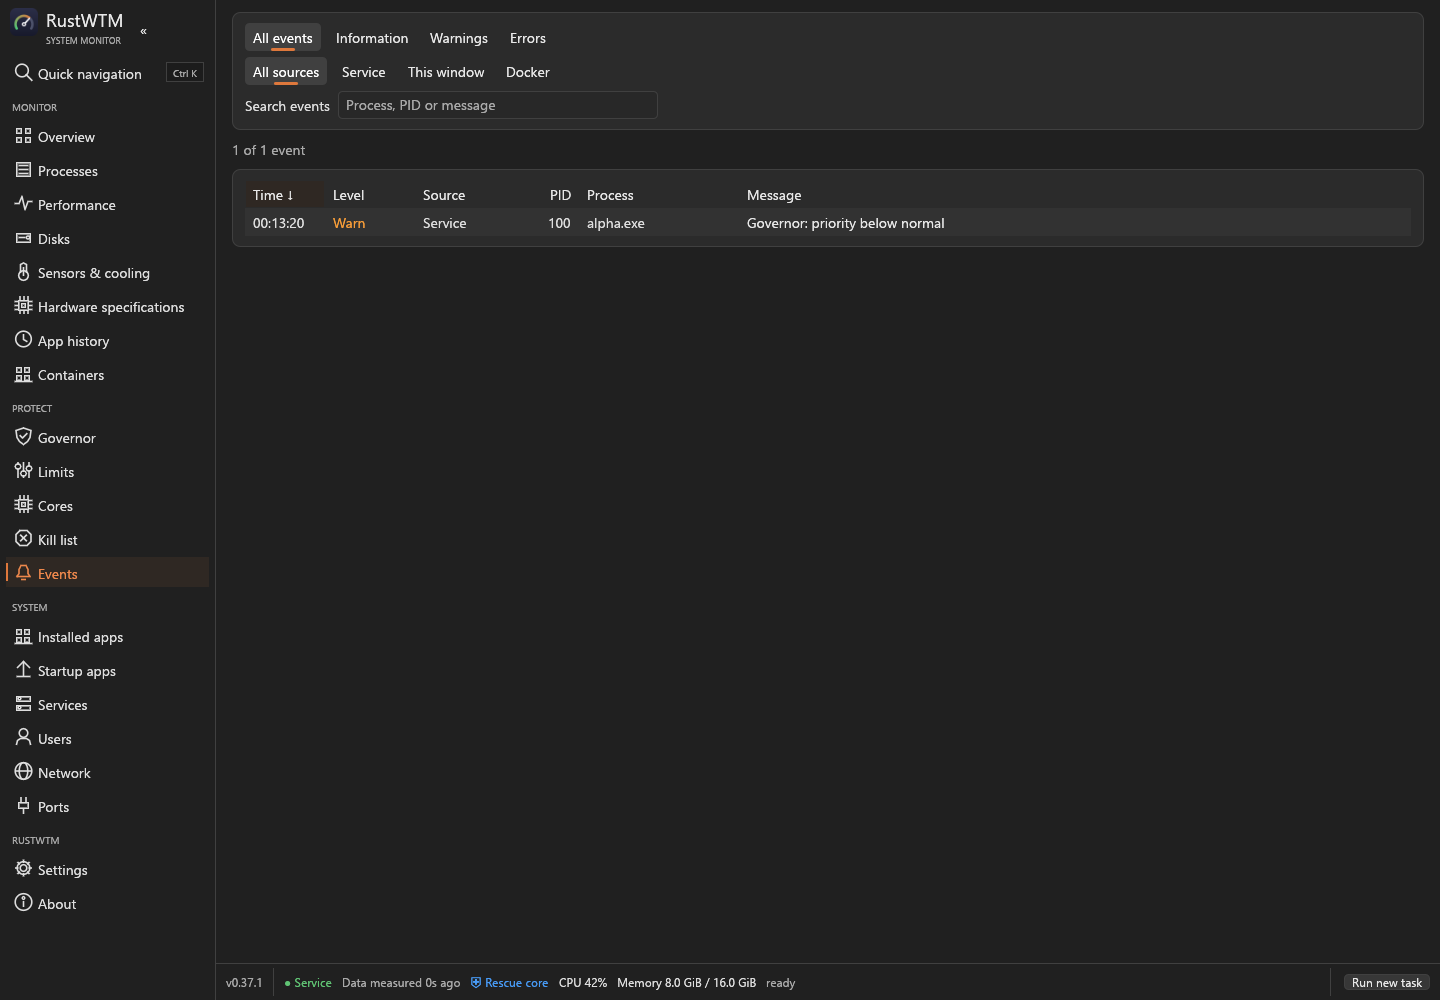 RustWTM
SYSTEM MONITOR
«
Quick navigation
Ctrl K
MONITOR
Overview
Processes
Performance
Disks
Sensors & cooling
Hardware specifications
App history
Containers
PROTECT
Governor
Limits
Cores
Kill list
Events
SYSTEM
Installed apps
Startup apps
Services
Users
Network
Ports
RUSTWTM
Settings
About
All events Information Warnings Errors
All sources Service This window Docker
Search events Process, PID or message
1 of 1 event
Time ↓ Level Source PID Process Message
00:13:20 Warn Service 100 alpha.exe Governor: priority below normal
v0.37.1 ● Service Data measured 0s ago Rescue core CPU 42% Memory 8.0 GiB / 16.0 GiB ready Run new task